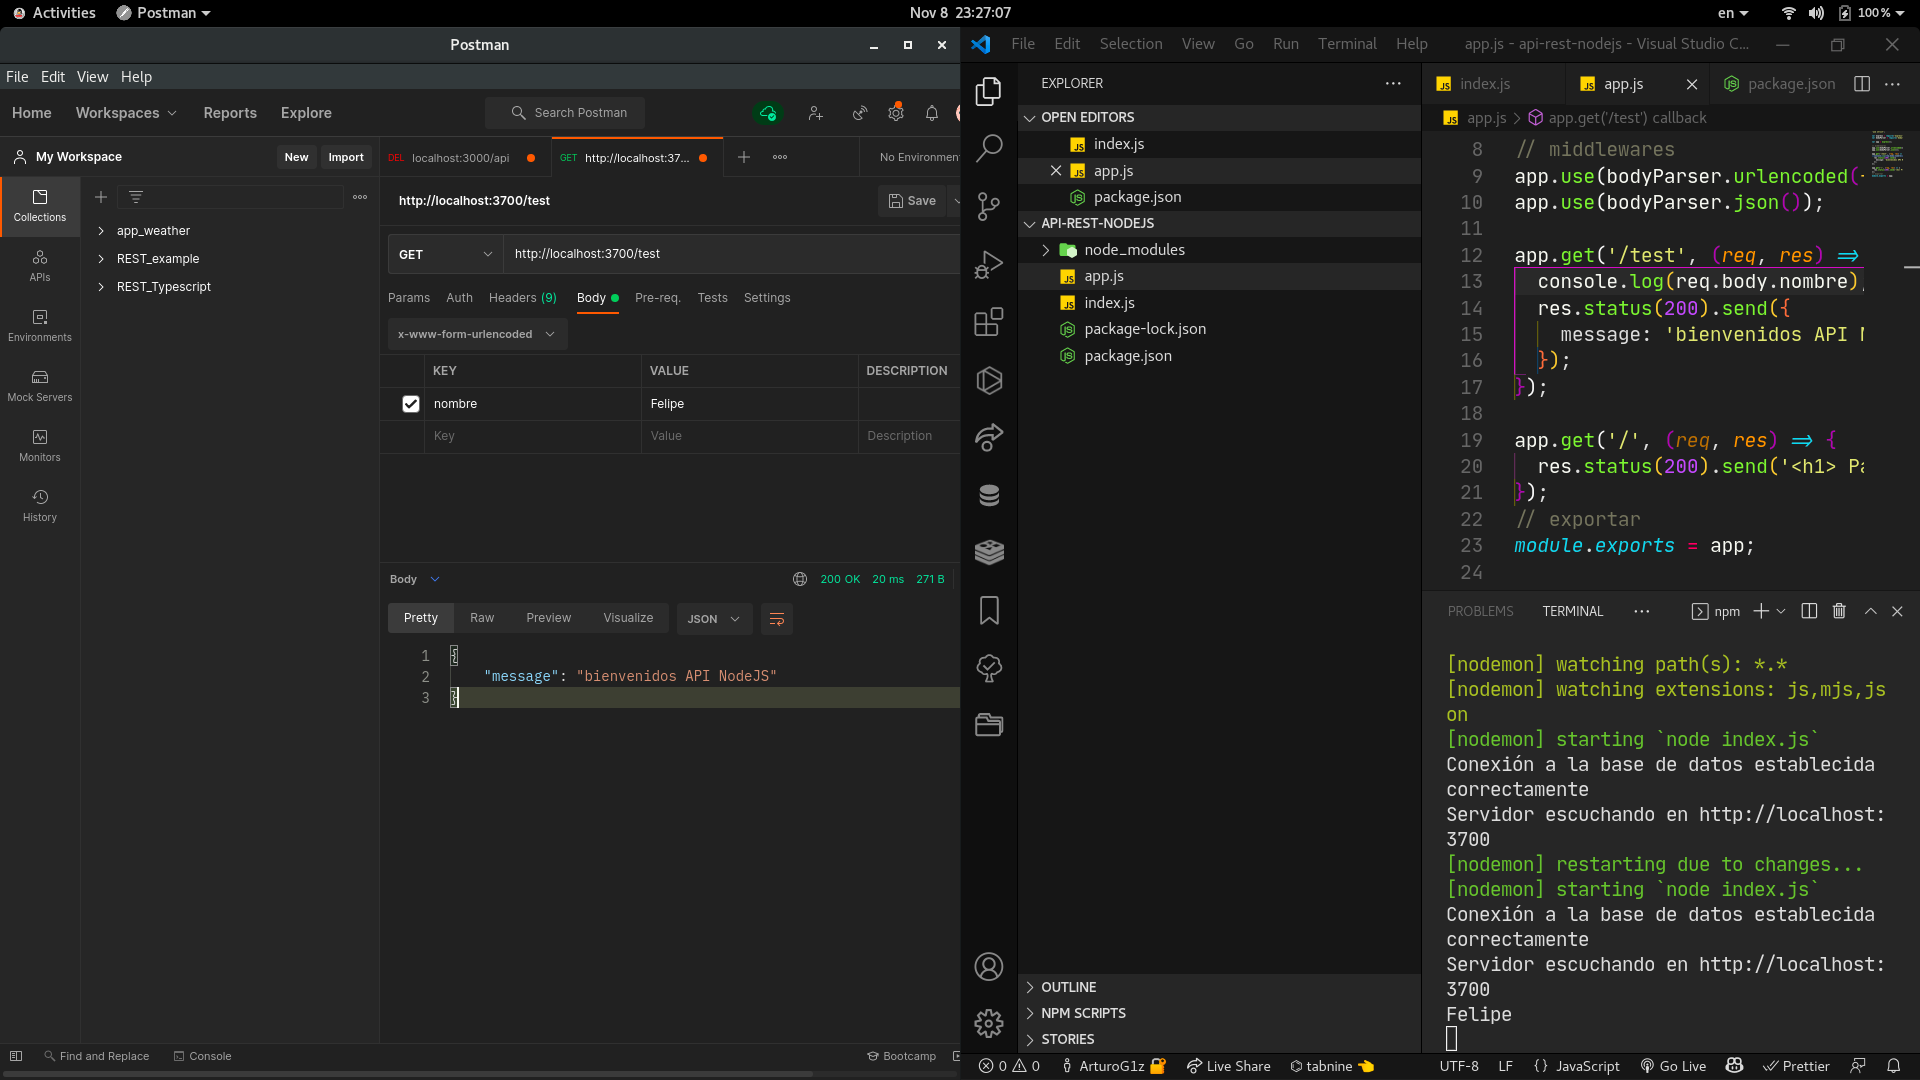 Activities
Postman
Nov 8 23:27:07
en
100%
Postman
File Edit View Help
Home Workspaces Reports Explore
Search Postman
My Workspace
New Import
Collections
APIs
Environments
Mock Servers
Monitors
History
app_weather
REST_example
REST_Typescript
DEL localhost:3000/api
GET http://localhost:37...
No Environment
http://localhost:3700/test
Save
GET
http://localhost:3700/test
Params Auth Headers (9) Body Pre-req. Tests Settings
x-www-form-urlencoded
KEY VALUE DESCRIPTION
nombre Felipe
Key Value Description
Body
200 OK 20 ms 271 B
Pretty Raw Preview Visualize JSON
1 {
2 "message": "bienvenidos API NodeJS"
3 }
Find and Replace Console
Bootcamp
File Edit Selection View Go Run Terminal Help
app.js - api-rest-nodejs - Visual Studio C...
EXPLORER
OPEN EDITORS
index.js
app.js
package.json
API-REST-NODEJS
node_modules
app.js
index.js
package-lock.json
package.json
OUTLINE
NPM SCRIPTS
STORIES
index.js app.js package.json
app.js > app.get('/test') callback
8 // middlewares
9 app.use(bodyParser.urlencoded(
10 app.use(bodyParser.json());
11
12 app.get('/test', (req, res) =>
13 console.log(req.body.nombre)
14 res.status(200).send({
15 message: 'bienvenidos API N
16 });
17 });
18
19 app.get('/', (req, res) => {
20 res.status(200).send('<h1> Pa
21 });
22 // exportar
23 module.exports = app;
24
PROBLEMS TERMINAL
npm
[nodemon] watching path(s): *.*
[nodemon] watching extensions: js,mjs,js
on
[nodemon] starting `node index.js`
Conexión a la base de datos establecida
correctamente
Servidor escuchando en http://localhost:
3700
[nodemon] restarting due to changes...
[nodemon] starting `node index.js`
Conexión a la base de datos establecida
correctamente
Servidor escuchando en http://localhost:
3700
Felipe
0 0 ArturoG1z Live Share tabnine UTF-8 LF {} JavaScript Go Live Prettier